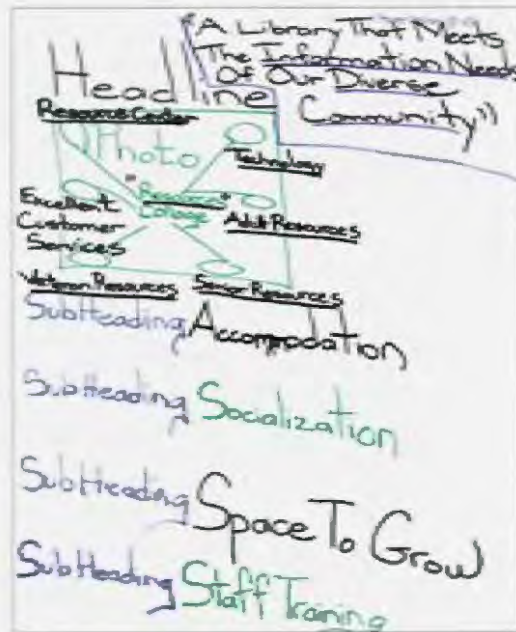 "A Library That Meets
The Information Needs
Of Our Diverse
Community"
Headline
Resource Center
Photo
Technology
"Resources"
Collage
Excellent
Customer
Services
Adult Resources
Veteran Resources
Senior Resources
SubHeading Accomodation
SubHeading Socialization
SubHeading Space To Grow
SubHeading Staff Training